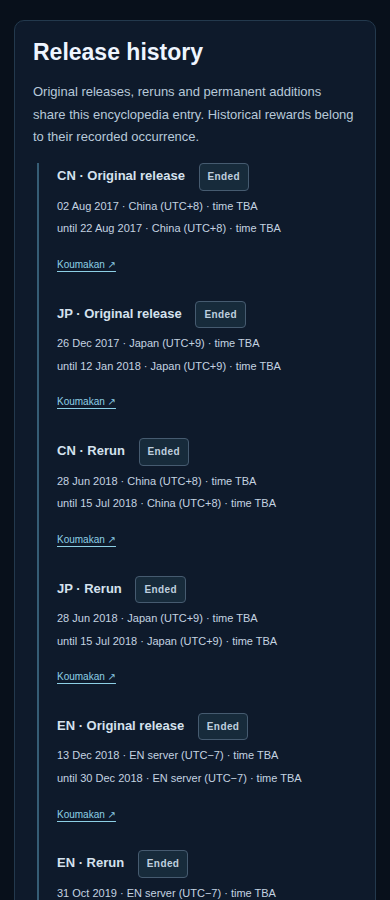 Release history
Original releases, reruns and permanent additions
share this encyclopedia entry. Historical rewards belong
to their recorded occurrence.
CN · Original release Ended
02 Aug 2017 · China (UTC+8) · time TBA
until 22 Aug 2017 · China (UTC+8) · time TBA
Koumakan ↗
JP · Original release Ended
26 Dec 2017 · Japan (UTC+9) · time TBA
until 12 Jan 2018 · Japan (UTC+9) · time TBA
Koumakan ↗
CN · Rerun Ended
28 Jun 2018 · China (UTC+8) · time TBA
until 15 Jul 2018 · China (UTC+8) · time TBA
Koumakan ↗
JP · Rerun Ended
28 Jun 2018 · Japan (UTC+9) · time TBA
until 15 Jul 2018 · Japan (UTC+9) · time TBA
Koumakan ↗
EN · Original release Ended
13 Dec 2018 · EN server (UTC−7) · time TBA
until 30 Dec 2018 · EN server (UTC−7) · time TBA
Koumakan ↗
EN · Rerun Ended
31 Oct 2019 · EN server (UTC−7) · time TBA